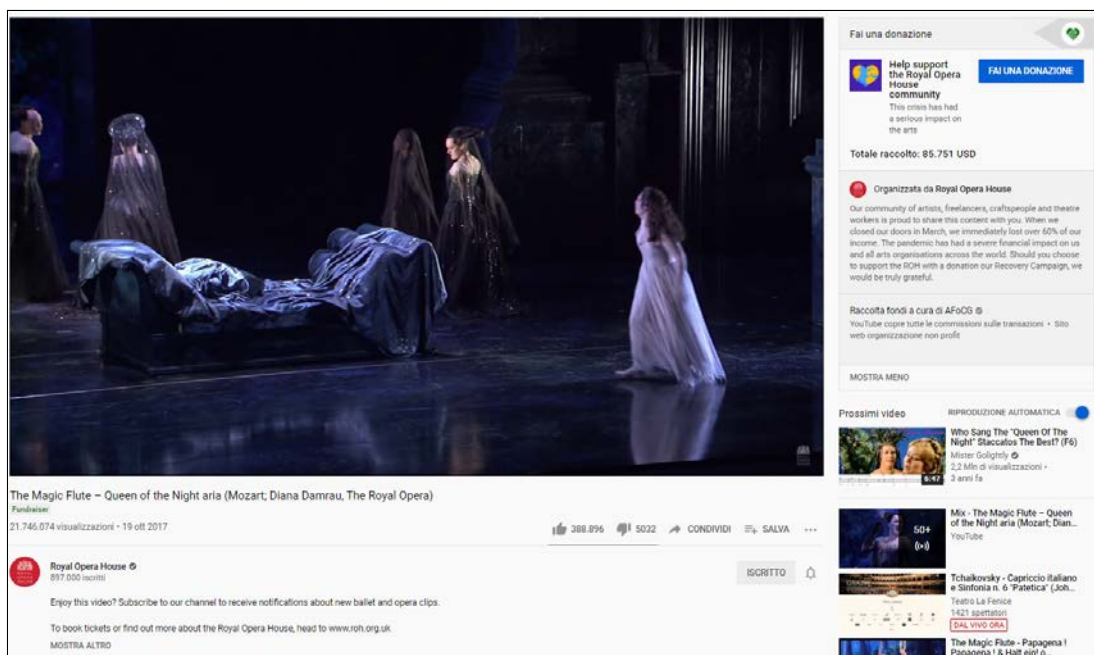 The Magic Flute – Queen of the Night aria (Mozart; Diana Damrau, The Royal Opera)
Fundraiser
21.746.074 visualizzazioni • 19 ott 2017
388.896
5032
CONDIVIDI
SALVA
Royal Opera House
897.000 iscritti
ISCRITTO
Enjoy this video? Subscribe to our channel to receive notifications about new ballet and opera clips.
To book tickets or find out more about the Royal Opera House, head to www.roh.org.uk
MOSTRA ALTRO
Fai una donazione
Help support
the Royal Opera
House
community
This crisis has had
a serious impact on
the arts
FAI UNA DONAZIONE
Totale raccolto: 85.751 USD
Organizzata da Royal Opera House
Our community of artists, freelancers, craftspeople and theatre
workers is proud to share this content with you. When we
closed our doors in March, we immediately lost over 60% of our
income. The pandemic has had a severe financial impact on us
and all arts organisations across the world. Should you choose
to support the ROH with a donation our Recovery Campaign, we
would be truly grateful.
Raccolta fondi a cura di AFoCG
YouTube copre tutte le commissioni sulle transazioni • Sito
web organizzazione non profit
MOSTRA MENO
Prossimi video
RIPRODUZIONE AUTOMATICA
6:47
Who Sang The "Queen Of The
Night" Staccatos The Best? (F6)
Mister Golightly
2,2 Mln di visualizzazioni •
3 anni fa
50+
Mix - The Magic Flute – Queen
of the Night aria (Mozart; Dian...
YouTube
Tchaikovsky - Capriccio italiano
e Sinfonia n. 6 "Patetica" (Joh...
Teatro La Fenice
1421 spettatori
DAL VIVO ORA
The Magic Flute - Papagena !
Papagena ! & Halt ein! o...